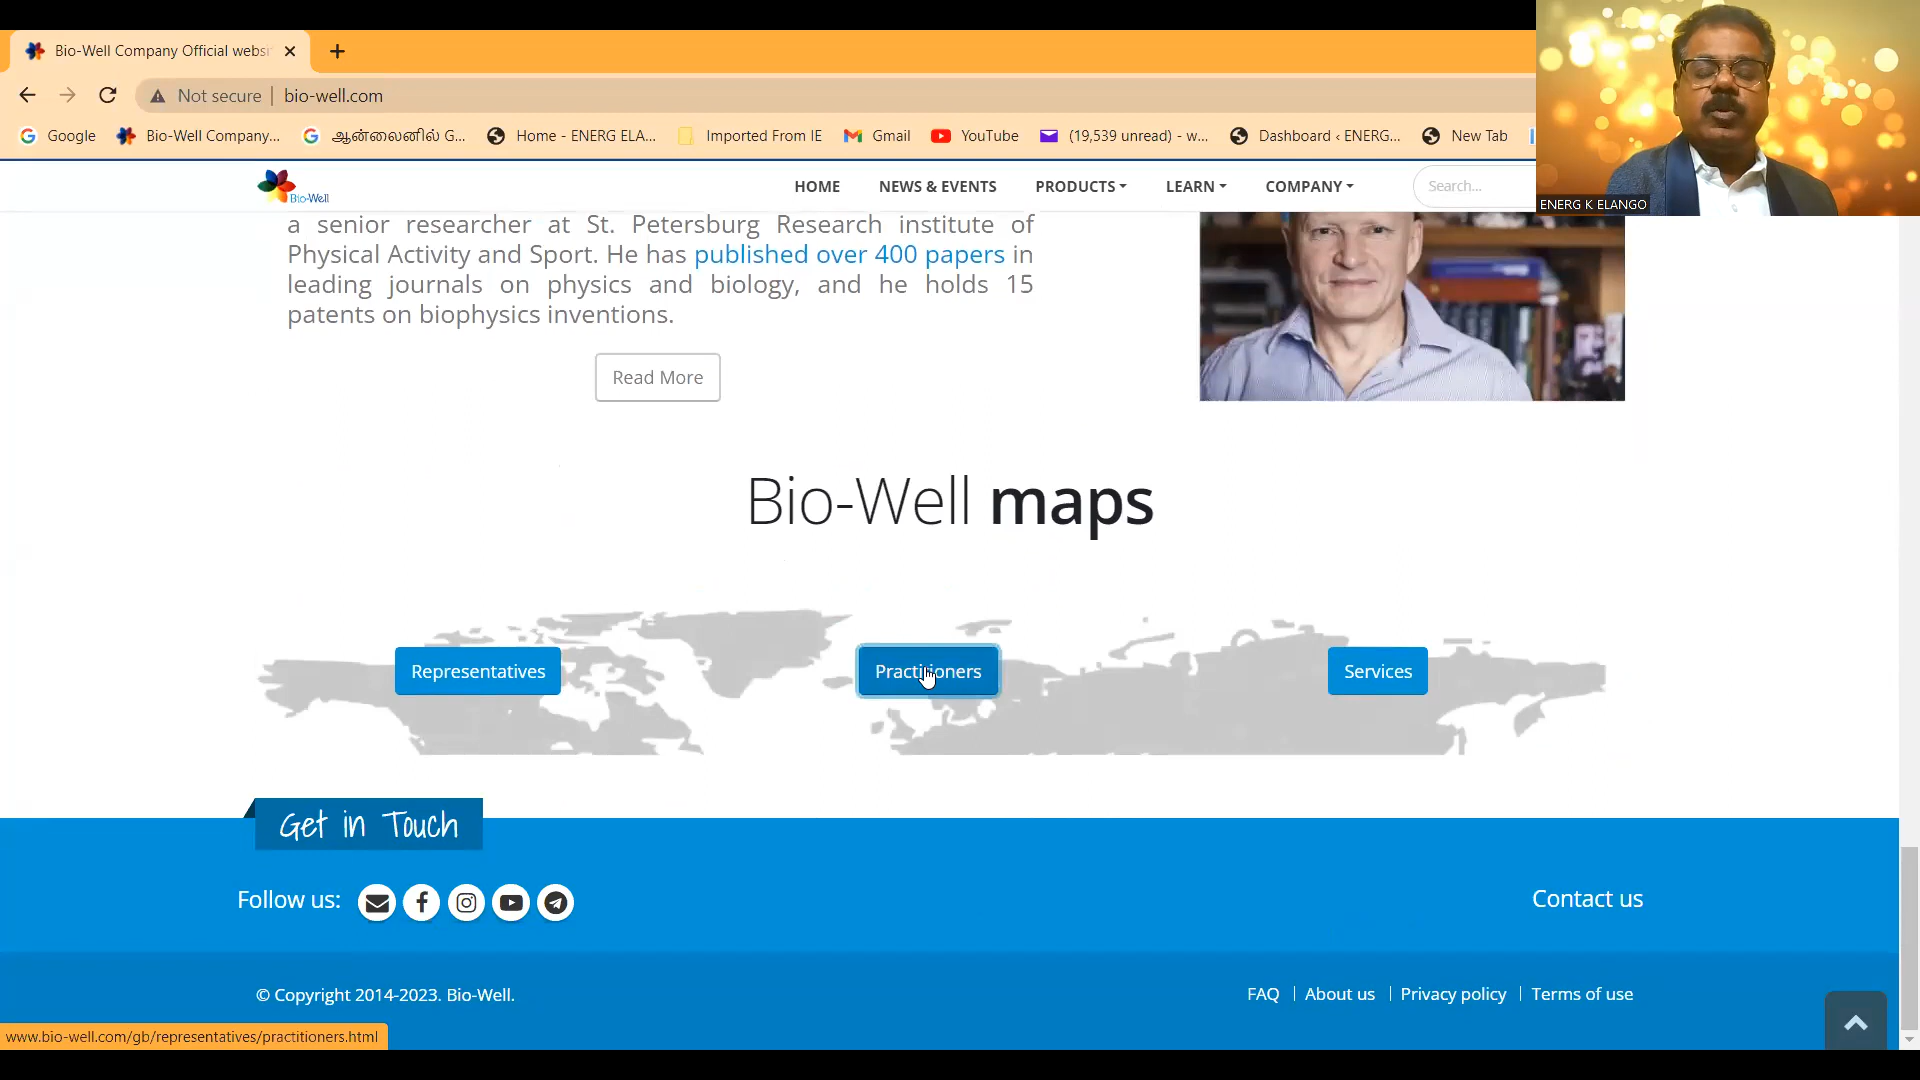 Bio-Well Company Official websi
Not secure
bio-well.com
Google
Bio-Well Company...
ஆன்லைனில் G...
Home - ENERG ELA...
Imported From IE
Gmail
YouTube
(19,539 unread) - w...
Dashboard ‹ ENERG...
New Tab
ENERG K ELANGO
Bio-Well
HOME
NEWS & EVENTS
PRODUCTS
LEARN
COMPANY
Search...
a senior researcher at St. Petersburg Research institute of
Physical Activity and Sport. He has published over 400 papers in
leading journals on physics and biology, and he holds 15
patents on biophysics inventions.
Read More
Bio-Well maps
Representatives
Practitioners
Services
Get in Touch
Follow us:
Contact us
© Copyright 2014-2023. Bio-Well.
FAQ
About us
Privacy policy
Terms of use
www.bio-well.com/gb/representatives/practitioners.html